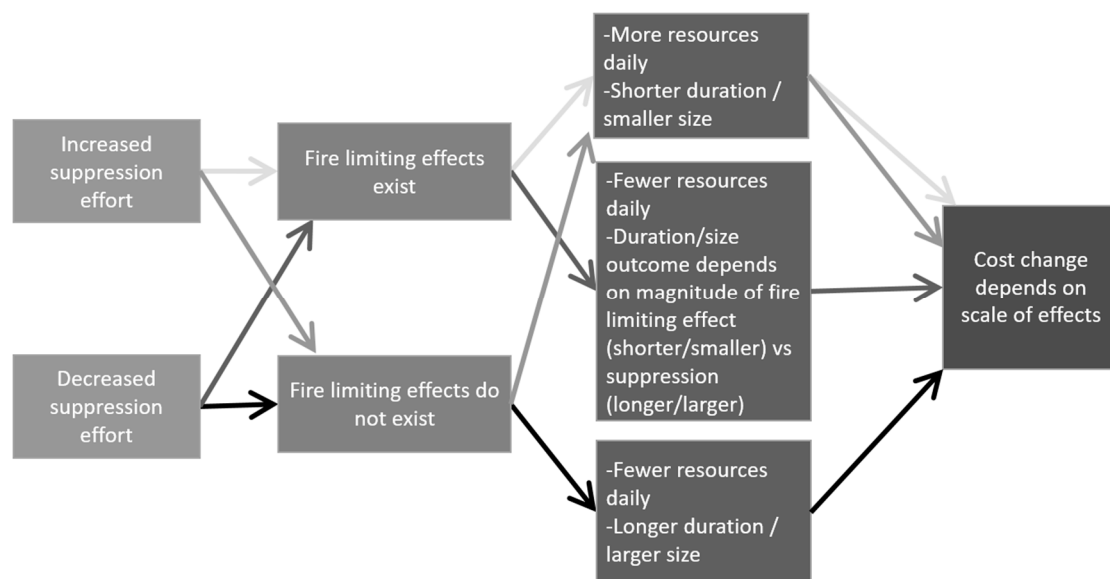 Increased
suppression
effort
Decreased
suppression
effort
Fire limiting effects
exist
Fire limiting effects do
not exist
-More resources
daily
-Shorter duration /
smaller size
-Fewer resources
daily
-Duration/size
outcome depends
on magnitude of fire
limiting effect
(shorter/smaller) vs
suppression
(longer/larger)
-Fewer resources
daily
-Longer duration /
larger size
Cost change
depends on
scale of effects